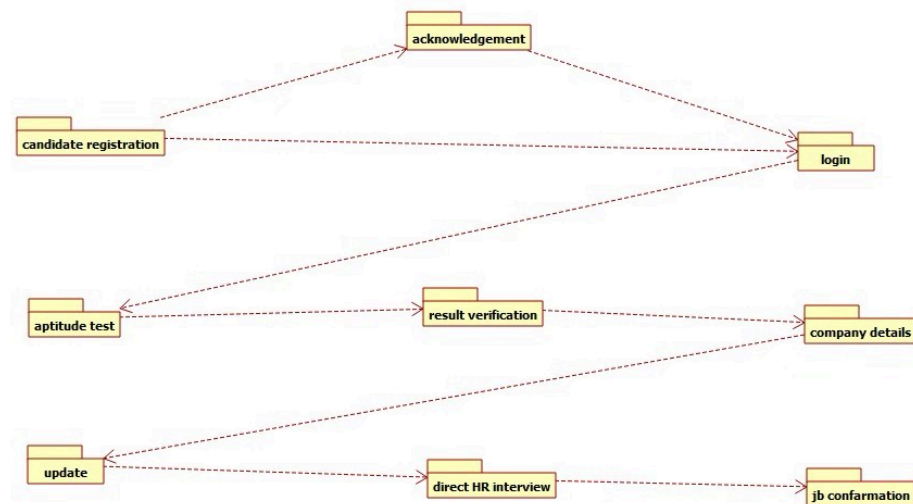 acknowledgement
candidate registration
login
aptitude test
result verification
company details
update
direct HR interview
jb confarmation